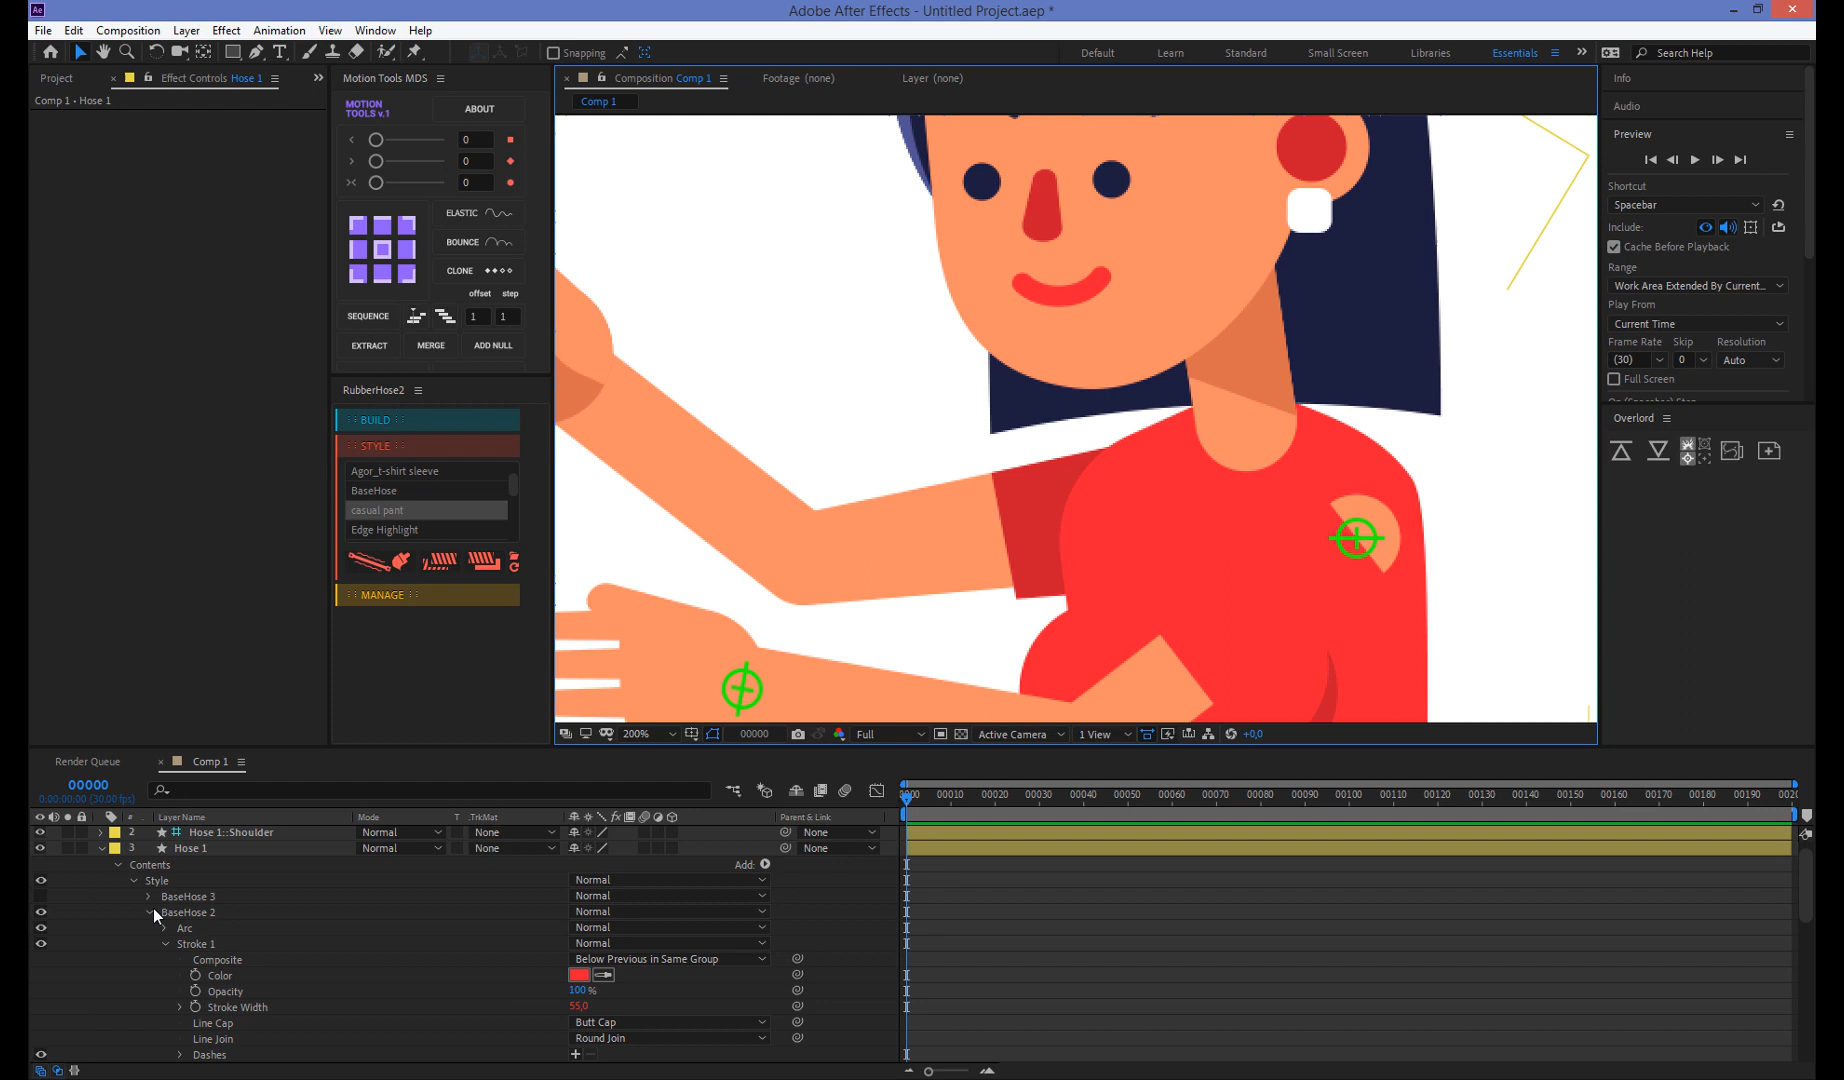 Ae
Adobe After Effects - Untitled Project.aep *
File Edit Composition Layer Effect Animation View Window Help
Snapping
Default Learn Standard Small Screen Libraries Essentials
Search Help
Project
Effect Controls Hose 1
Comp 1 • Hose 1
Motion Tools MDS
MOTION
TOOLS v.1
ABOUT
0
0
0
ELASTIC
BOUNCE
CLONE
offset step
SEQUENCE 1 1
EXTRACT MERGE ADD NULL
RubberHose2
:: BUILD ::
:: STYLE ::
Agor_t-shirt sleeve
BaseHose
casual pant
Edge Highlight
:: MANAGE ::
Composition Comp 1
Footage (none)
Layer (none)
Comp 1
200% 00000 Full Active Camera 1 View +0,0
Info
Audio
Preview
Shortcut
Spacebar
Include:
Cache Before Playback
Range
Work Area Extended By Current...
Play From
Current Time
Frame Rate Skip Resolution
(30) 0 Auto
Full Screen
On (Spacebar) Stop
Overlord
Render Queue
Comp 1
00000
0:00:00:00 (30.00 fps)
# Layer Name Mode T .TrkMat Parent & Link
2 Hose 1::Shoulder Normal None None
3 Hose 1 Normal None None
Contents Add:
Style Normal
BaseHose 3 Normal
BaseHose 2 Normal
Arc Normal
Stroke 1 Normal
Composite Below Previous in Same Group
Color
Opacity 100 %
Stroke Width 55,0
Line Cap Butt Cap
Line Join Round Join
Dashes
00010 00020 00030 00040 00050 00060 00070 00080 00090 00100 00110 00120 00130 00140 00150 00160 00170 00180 00190